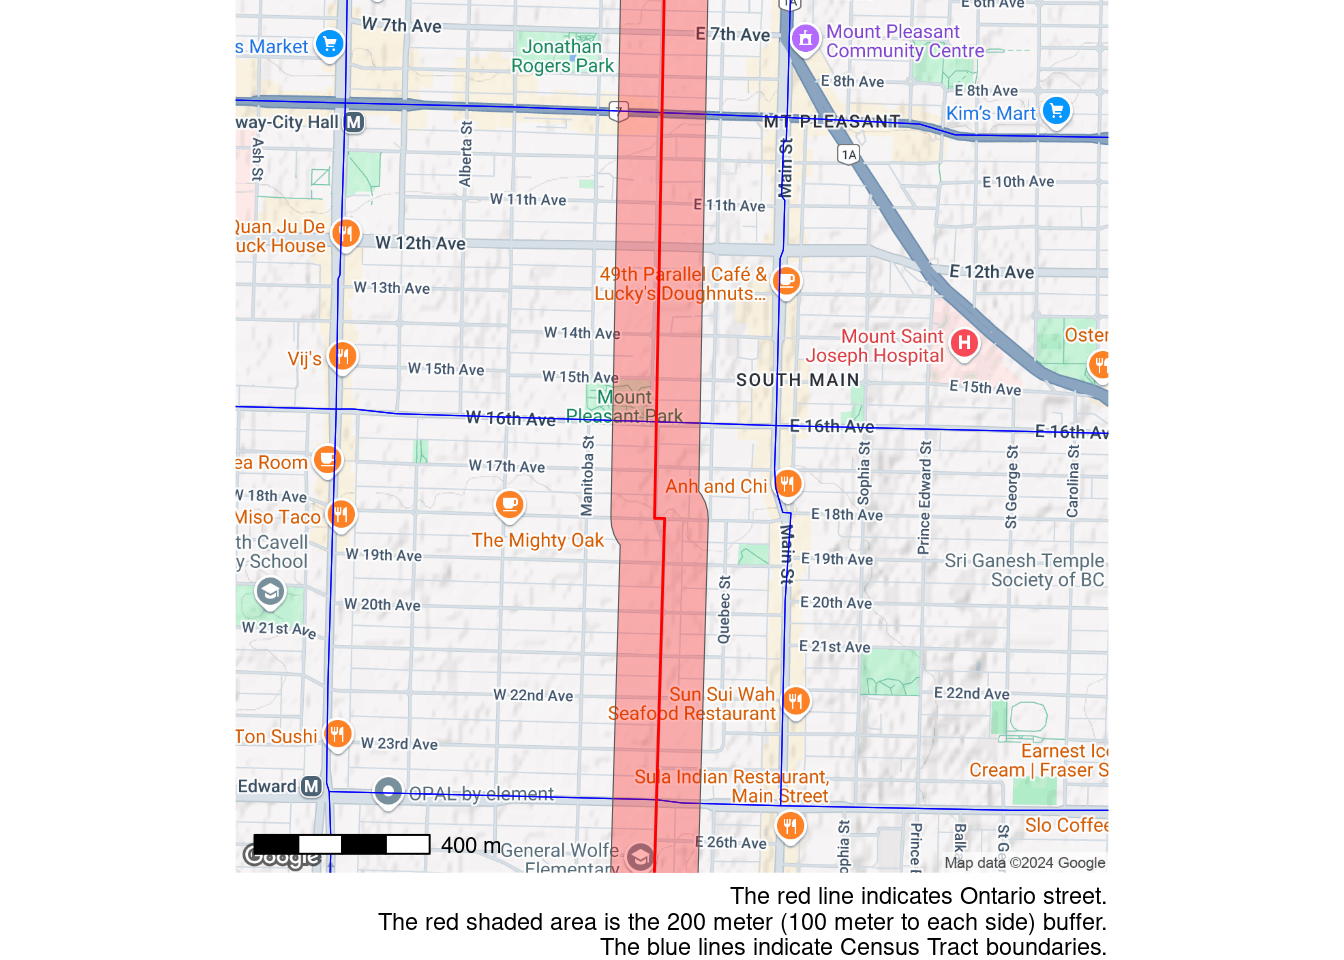 E 6th Ave
1A
W 7th Ave
E 7th Ave
Mount Pleasant
Community Centre
s Market
Jonathan
Rogers Park
E 8th Ave
E 8th Ave
Kim's Mart
7
way-City Hall M
MT PLEASANT
Ash St
Alberta St
Main St
1A
E 10th Ave
W 11th Ave
E 11th Ave
Quan Ju De
uck House
W 12th Ave
E 12th Ave
49th Parallel Café &
Lucky's Doughnuts...
W 13th Ave
W 14th Ave
Mount Saint
Joseph Hospital
H
Oster
Vij's
W 15th Ave
W 15th Ave
SOUTH MAIN
E 15th Ave
Mount
Pleasant Park
W 16th Ave
E 16th Ave
E 16th Av
Manitoba St
Sophia St
Prince Edward St
St George St
Carolina St
ea Room
W 17th Ave
Anh and Chi
W 18th Ave
Miso Taco
E 18th Ave
The Mighty Oak
th Cavell
y School
W 19th Ave
Main St
E 19th Ave
Sri Ganesh Temple
Society of BC
W 20th Ave
Quebec St
E 20th Ave
W 21st Ave
E 21st Ave
W 22nd Ave
Sun Sui Wah
Seafood Restaurant
E 22nd Ave
Ton Sushi
W 23rd Ave
Earnest Ice
Cream | Fraser S
Edward M
OPAL by element
Sula Indian Restaurant,
Main Street
Slo Coffee
400 m
Google
General Wolfe
Elementary
E 26th Ave
ophia St
Prince E
Balk
St Ge
Map data ©2024 Google
The red line indicates Ontario street.
The red shaded area is the 200 meter (100 meter to each side) buffer.
The blue lines indicate Census Tract boundaries.